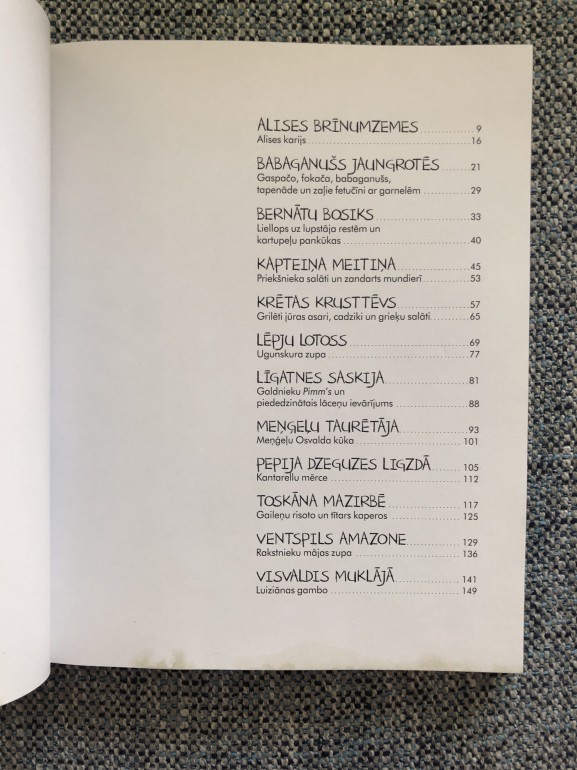 ALISES BRĪNUMZEMES 9
Alises karijs 16
BABAGANUŠS JAUNGROTĒS 21
Gaspačo, fokača, babaganušs,
tapenāde un zaļie fetučīni ar garnelēm 29
BERNĀTU BOSIKS 33
Liellops uz lupstāja restēm un
kartupeļu pankūkas 40
KAPTEIŅA MEITIŅA 45
Priekšnieka salāti un zandarts mundierī 53
KRĒTAS KRUSTTĒVS 57
Grilēti jūras asari, cadziki un grieķu salāti 65
LĒPJU LOTOSS 69
Ugunskura zupa 77
LĪGATNES SASKIJA 81
Galdnieku Pimm's un
piededzinātais lāceņu ievārījums 88
MEŅĢEĻU TAURĒTĀJA 93
Meņģeļu Osvalda kūka 101
PEPIJA DZEGUZES LIGZDĀ 105
Kantarellu mērce 112
TOSKĀNA MAZIRBĒ 117
Gaileņu risoto un tītars kaperos 125
VENTSPILS AMAZONE 129
Rakstnieku mājas zupa 136
VISVALDIS MUKLĀJĀ 141
Luiziānas gambo 149